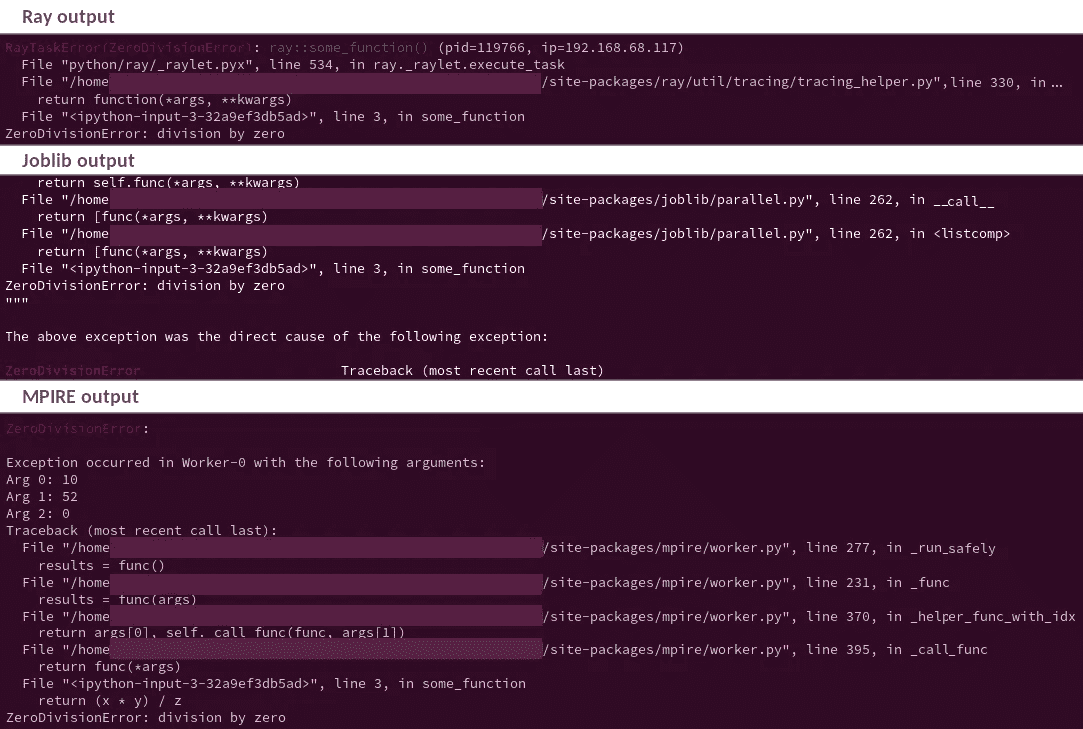 Ray output
RayTaskError(ZeroDivisionError): ray::some_function() (pid=119766, ip=192.168.68.117)
File "python/ray/_raylet.pyx", line 534, in ray._raylet.execute_task
File "/home /site-packages/ray/util/tracing/tracing_helper.py",line 330, in ...
return function(*args, **kwargs)
File "<ipython-input-3-32a9ef3db5ad>", line 3, in some_function
ZeroDivisionError: division by zero
Joblib output
return self.func(*args, **kwargs)
File "/home /site-packages/joblib/parallel.py", line 262, in __call__
return [func(*args, **kwargs)
File "/home /site-packages/joblib/parallel.py", line 262, in <listcomp>
return [func(*args, **kwargs)
File "<ipython-input-3-32a9ef3db5ad>", line 3, in some_function
ZeroDivisionError: division by zero
"""
The above exception was the direct cause of the following exception:
ZeroDivisionError Traceback (most recent call last)
MPIRE output
ZeroDivisionError:
Exception occurred in Worker-0 with the following arguments:
Arg 0: 10
Arg 1: 52
Arg 2: 0
Traceback (most recent call last):
File "/home /site-packages/mpire/worker.py", line 277, in _run_safely
results = func()
File "/home /site-packages/mpire/worker.py", line 231, in _func
results = func(args)
File "/home /site-packages/mpire/worker.py", line 370, in _helper_func_with_idx
return args[0], self._call_func(func, args[1])
File "/home /site-packages/mpire/worker.py", line 395, in _call_func
return func(*args)
File "<ipython-input-3-32a9ef3db5ad>", line 3, in some_function
return (x * y) / z
ZeroDivisionError: division by zero